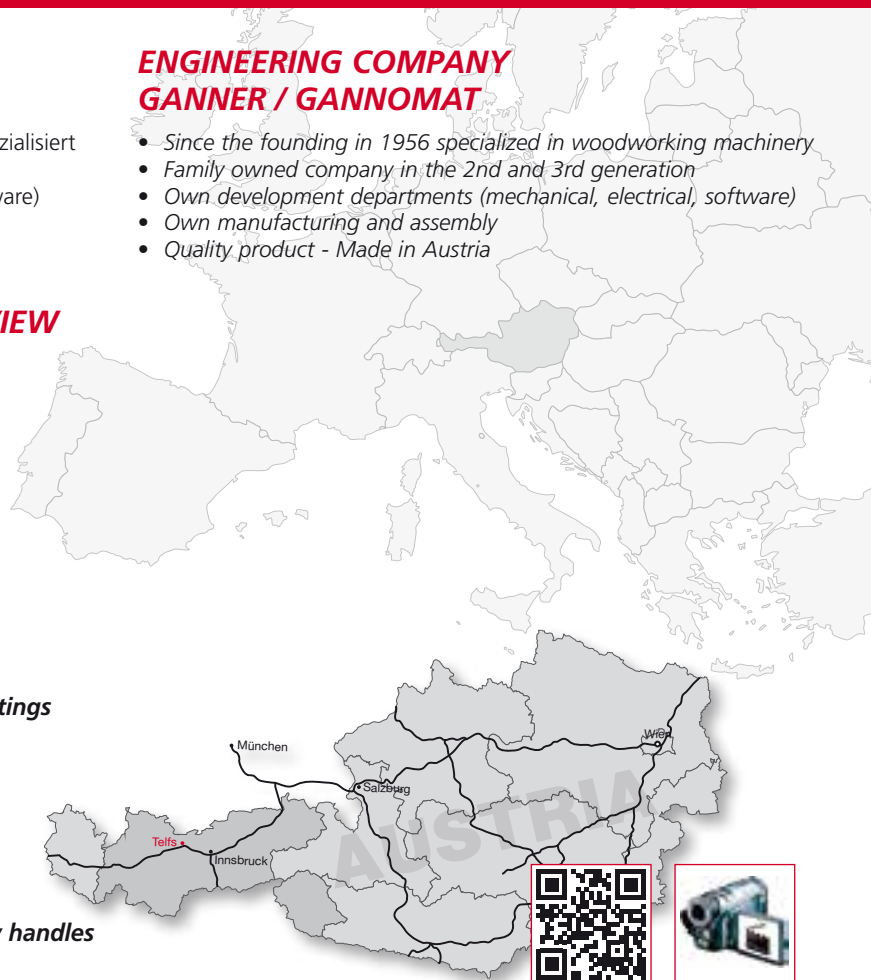 ENGINEERING COMPANY
GANNER / GANNOMAT
zialisiert
• Since the founding in 1956 specialized in woodworking machinery
• Family owned company in the 2nd and 3rd generation
ware)
• Own development departments (mechanical, electrical, software)
• Own manufacturing and assembly
• Quality product - Made in Austria
VIEW
tings
München
Wien
Salzburg
AUSTRIA
Telfs
Innsbruck
handles